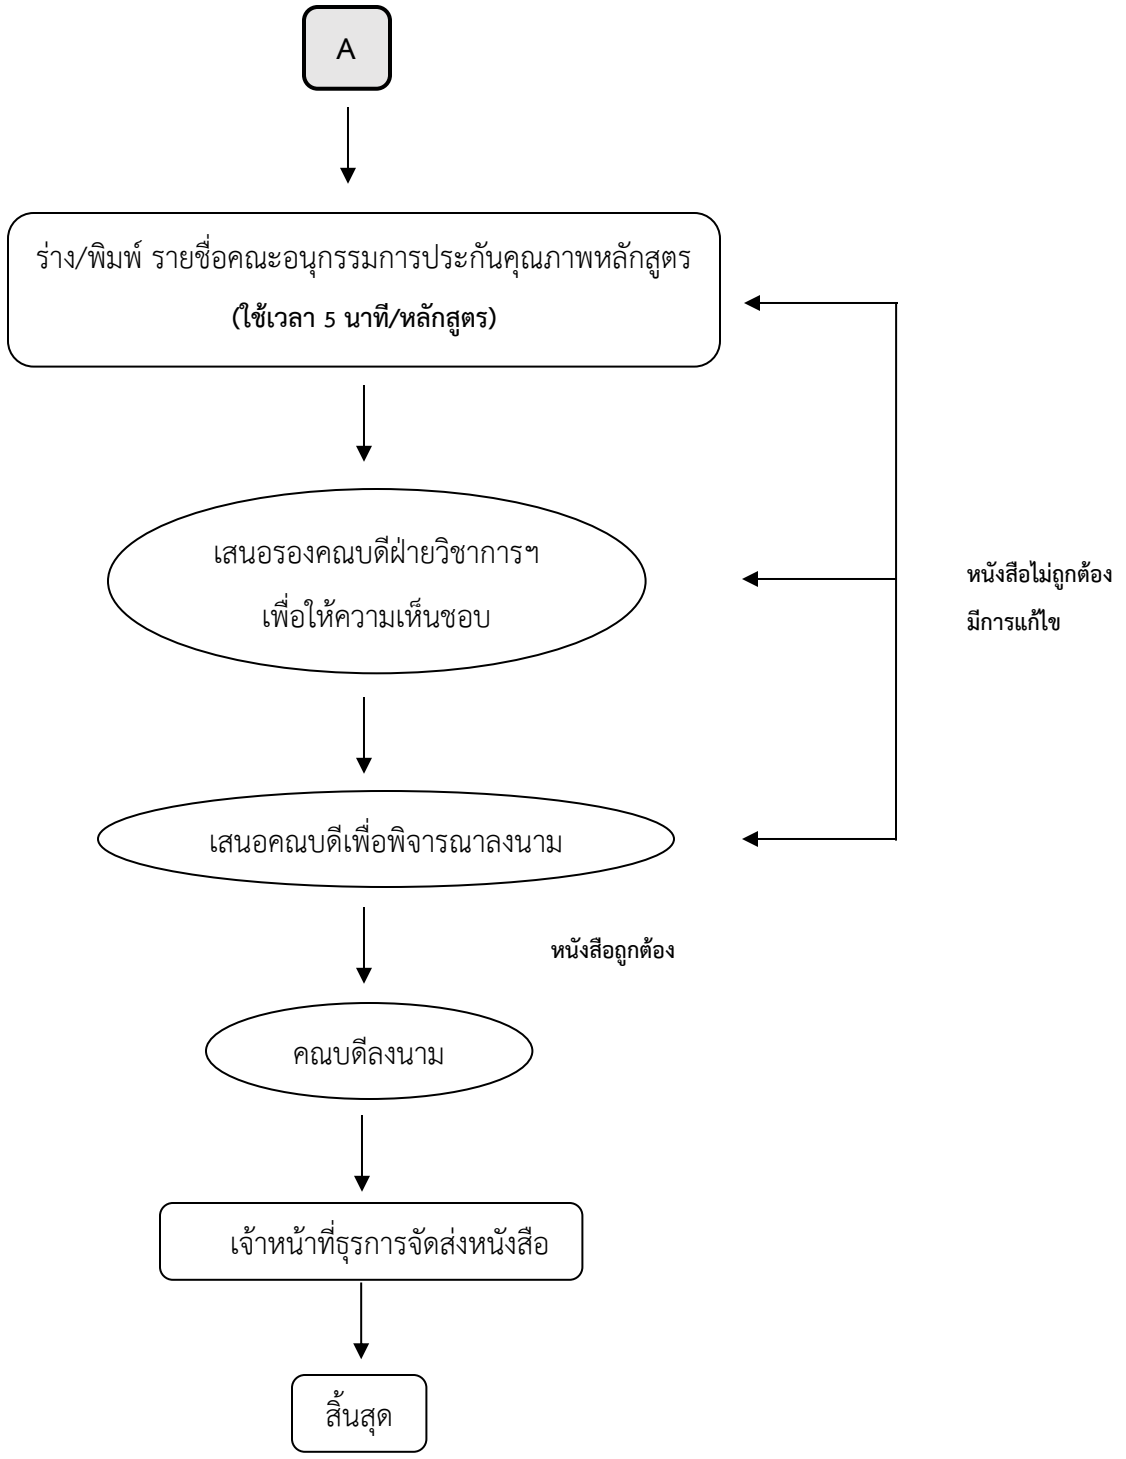 A
ร่าง/พิมพ์ รายชื่อคณะอนุกรรมการประกันคุณภาพหลักสูตร
(ใช้เวลา 5 นาที/หลักสูตร)
เสนอรองคณบดีฝ่ายวิชาการฯ
เพื่อให้ความเห็นชอบ
หนังสือไม่ถูกต้อง
มีการแก้ไข
เสนอคณบดีเพื่อพิจารณาลงนาม
หนังสือถูกต้อง
คณบดีลงนาม
เจ้าหน้าที่ธุรการจัดส่งหนังสือ
สิ้นสุด